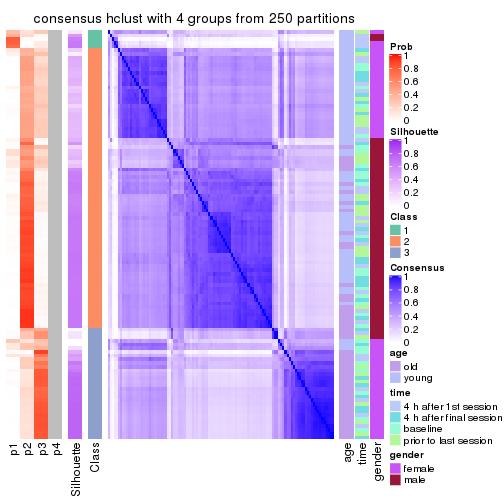 consensus hclust with 4 groups from 250 partitions
Prob
1
0.8
0.6
0.4
0.2
0
Silhouette
1
0.8
0.6
0.4
0.2
0
Class
1
2
3
Consensus
1
0.8
0.6
0.4
0.2
0
age
old
young
time
4 h after 1st session
4 h after final session
baseline
prior to last session
gender
female
male
p1
p2
p3
p4
Silhouette
Class
age
time
gender